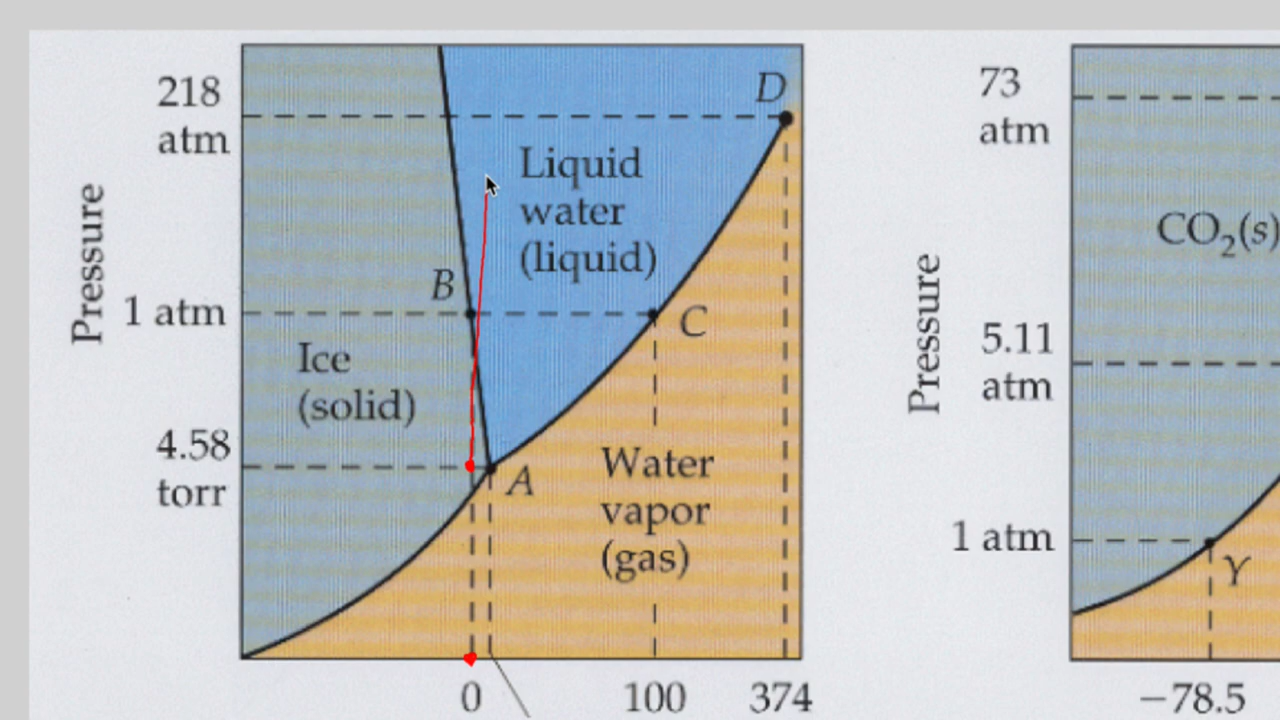 218
atm
D
Liquid
water
(liquid)
Pressure
B
1 atm
C
Ice
(solid)
4.58
torr
A
Water
vapor
(gas)
0
100
374
73
atm
CO₂(s)
Pressure
5.11
atm
1 atm
Y
−78.5